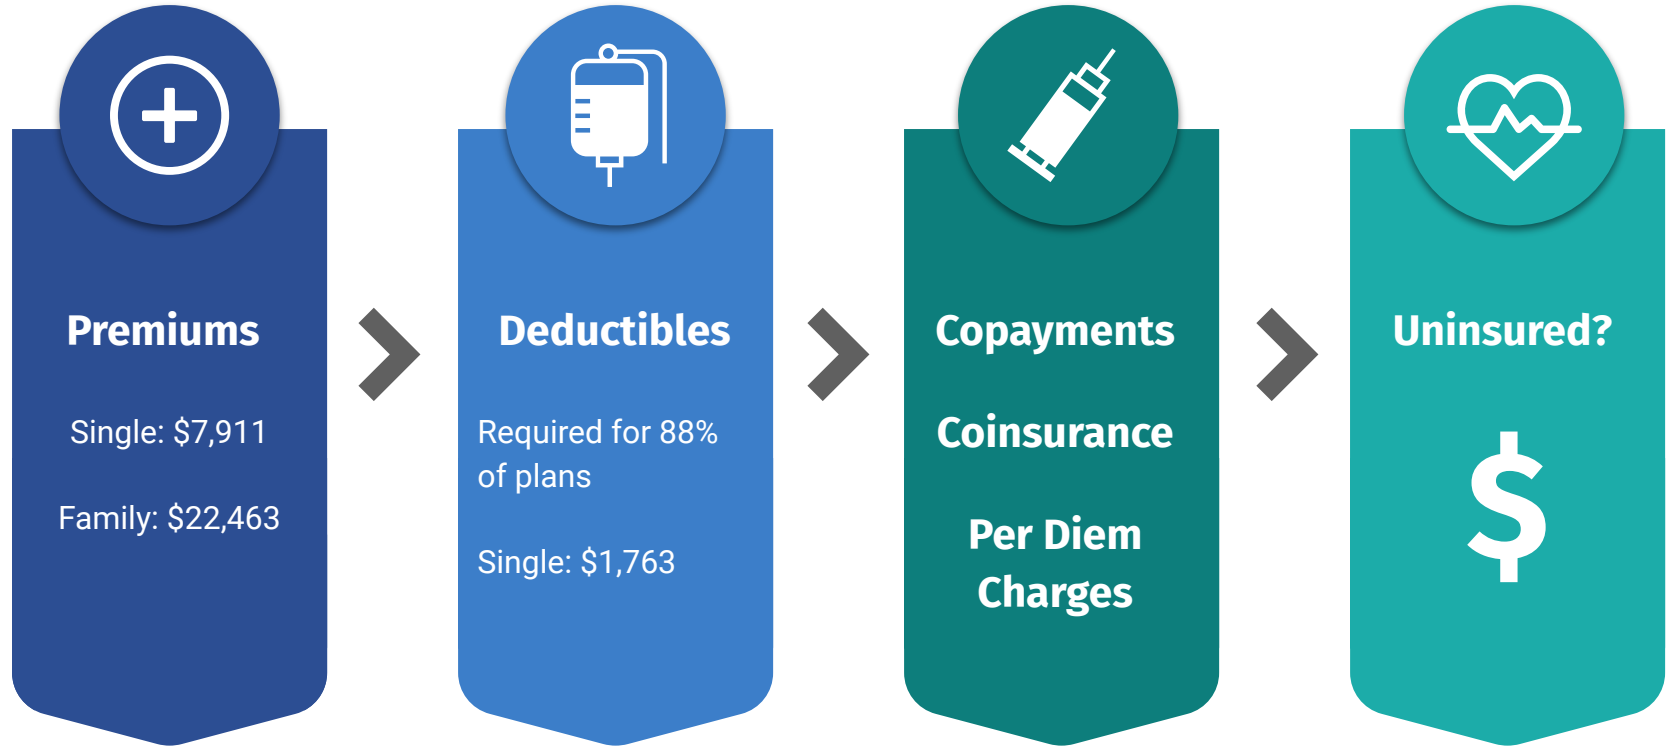 Premiums
Single: $7,911
Family: $22,463
Deductibles
Required for 88%
of plans
Single: $1,763
Copayments
Coinsurance
Per Diem
Charges
Uninsured?
$